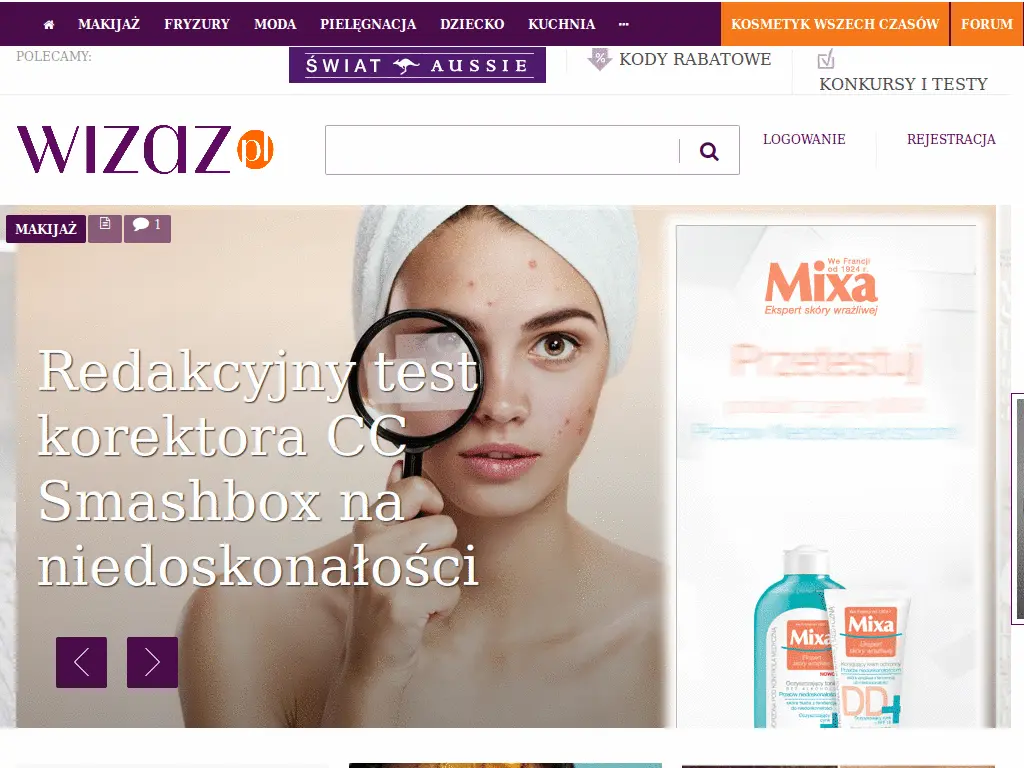 MAKIJAŻ FRYZURY MODA PIELĘGNACJA DZIECKO KUCHNIA ••• KOSMETYK WSZECH CZASÓW FORUM
POLECAMY:
ŚWIAT AUSSIE
% KODY RABATOWE
KONKURSY I TESTY
wizaz pl
LOGOWANIE REJESTRACJA
MAKIJAŻ 1
Redakcyjny test
korektora CC
Smashbox na
niedoskonałości
We Francji
od 1924 r.
Mixa
Ekspert skóry wrażliwej
Przetestuj
Mixa
Ekspert
skóry wrażliwej
Mixa
Ekspert
skóry wrażliwej
DD+